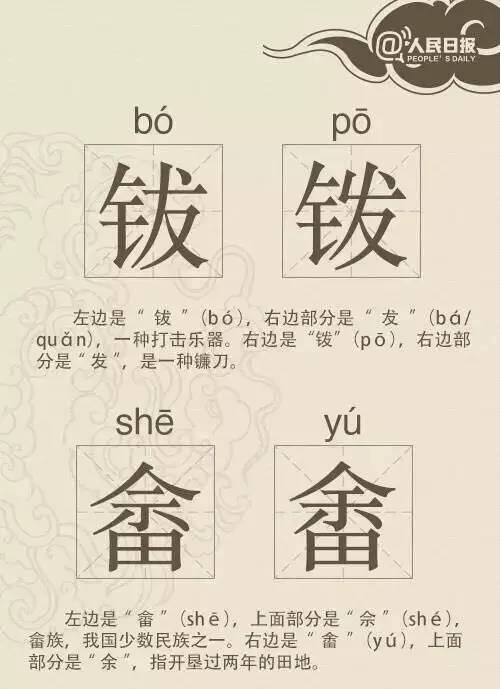 @人民日报
PEOPLE'S DAILY
bó pō
钹 䥽
左边是“钹”(bó)，右边部分是“犮”(bá/
quǎn)，一种打击乐器。右边是“䥽”(pō)，右边部
分是“发”，是一种镰刀。
shē yú
畲 畬
左边是“畲”(shē)，上面部分是“佘”(shé)，
畲族，我国少数民族之一。右边是“畬”(yú)，上面
部分是“余”，指开垦过两年的田地。